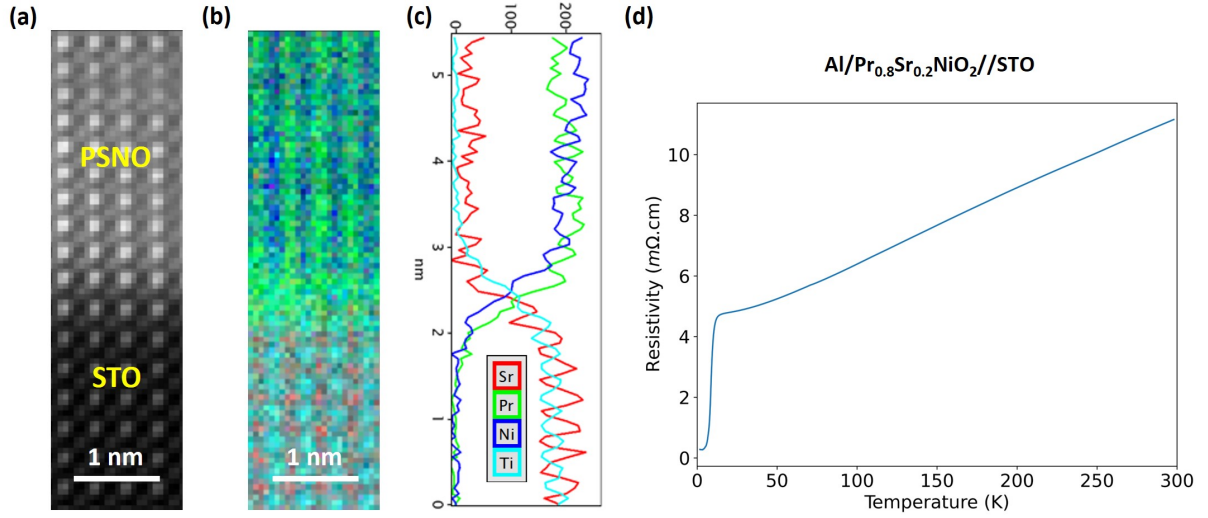 (a)
(b)
(c)
(d)
PSNO
STO
1 nm
1 nm
0
100
200
5
4
3
2
1
0
nm
Sr
Pr
Ni
Ti
Al/Pr0.8Sr0.2NiO2//STO
Resistivity (mΩ.cm)
10
8
6
4
2
0
0
50
100
150
200
250
300
Temperature (K)